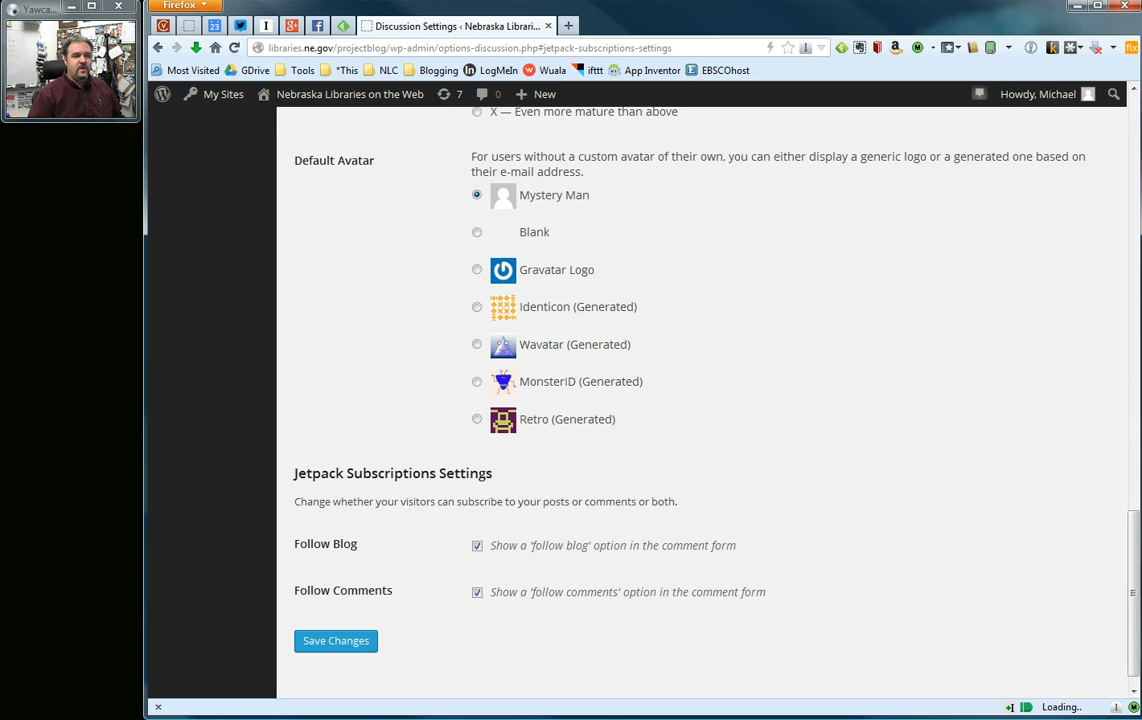 Yawca...
Firefox
23
Discussion Settings ‹ Nebraska Librari...
libraries.ne.gov/projectblog/wp-admin/options-discussion.php#jetpack-subscriptions-settings
Most Visited GDrive Tools *This NLC Blogging LogMeIn Wuala ifttt App Inventor EBSCOhost
My Sites Nebraska Libraries on the Web 7 0 New Howdy, Michael
X — Even more mature than above
Default Avatar
For users without a custom avatar of their own, you can either display a generic logo or a generated one based on
their e-mail address.
Mystery Man
Blank
Gravatar Logo
Identicon (Generated)
Wavatar (Generated)
MonsterID (Generated)
Retro (Generated)
Jetpack Subscriptions Settings
Change whether your visitors can subscribe to your posts or comments or both.
Follow Blog
Show a 'follow blog' option in the comment form
Follow Comments
Show a 'follow comments' option in the comment form
Save Changes
Loading..